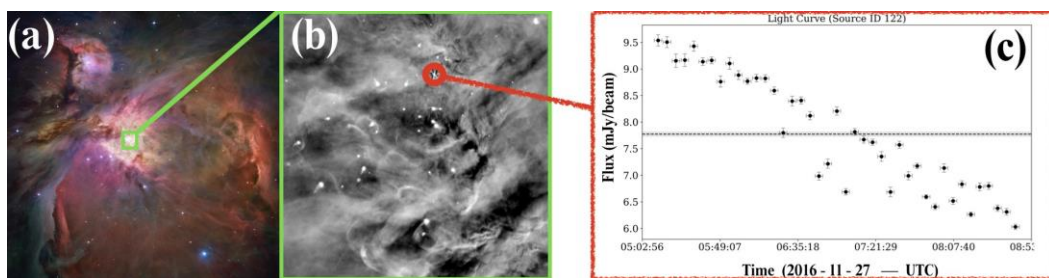 (a)
(b)
Light Curve (Source ID 122)
(c)
Flux (mJy/beam)
9.5
9.0
8.5
8.0
7.5
7.0
6.5
6.0
05:02:56 05:49:07 06:35:18 07:21:29 08:07:40 08:53
Time (2016 - 11 - 27 — UTC)